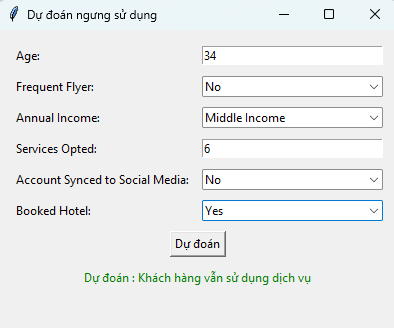 Dự đoán ngưng sử dụng
Age: 34
Frequent Flyer: No
Annual Income: Middle Income
Services Opted: 6
Account Synced to Social Media: No
Booked Hotel: Yes
Dự đoán
Dự đoán : Khách hàng vẫn sử dụng dịch vụ